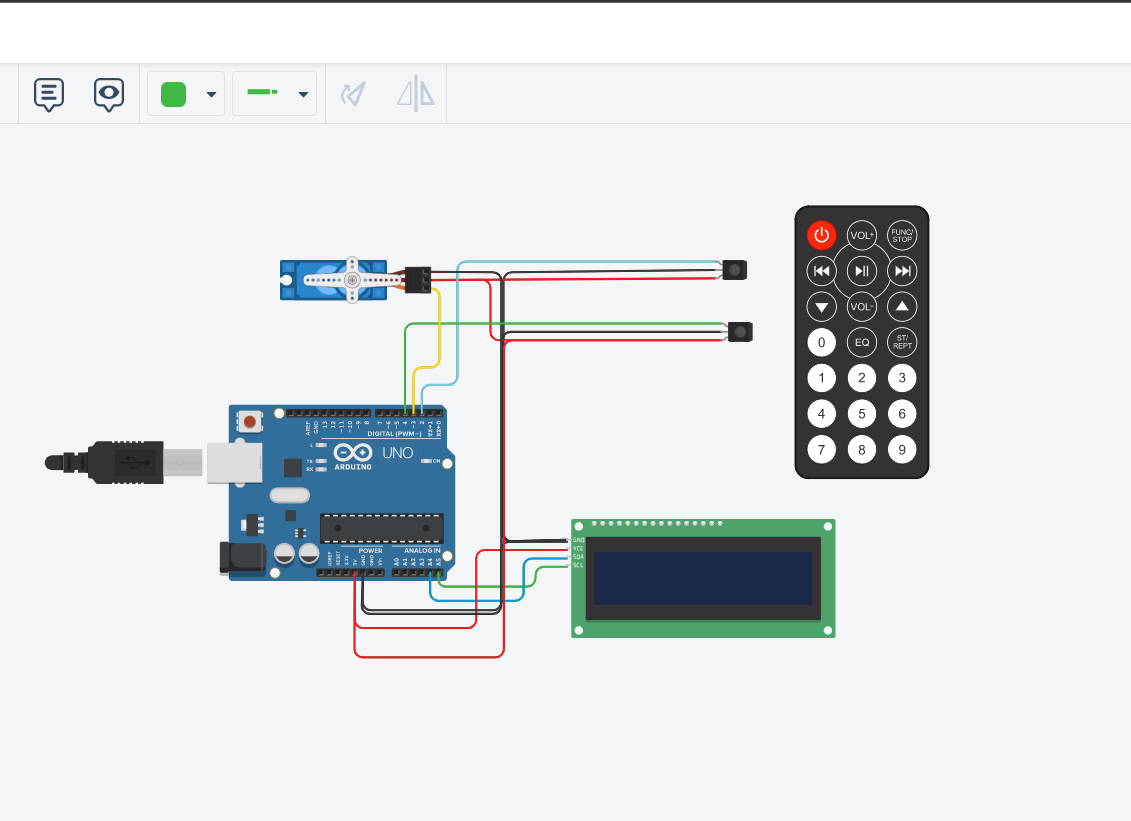 VOL+
FUNC/
STOP
VOL-
0
EQ
ST/
REPT
1
2
3
4
5
6
7
8
9
AREF
GND
13
12
~11
~10
~9
8
7
~6
~5
4
~3
2
TX→1
RX←0
DIGITAL (PWM~)
L
TX
RX
ARDUINO
UNO
ON
POWER
ANALOG IN
IOREF
RESET
3.3V
5V
GND
GND
Vin
A0
A1
A2
A3
A4
A5
GND
VCC
SDA
SCL